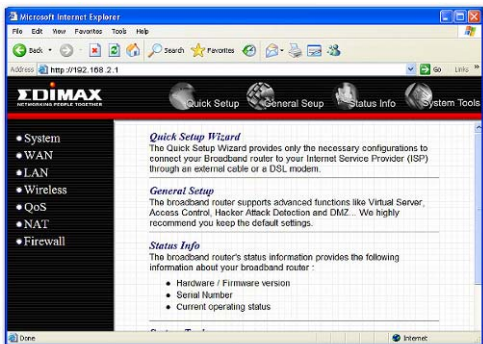 Microsoft Internet Explorer
File Edit View Favorites Tools Help
Back Search Favorites
Address http://192.168.2.1 Go Links »
EDIMAX
NETWORKING PEOPLE TOGETHER
Quick Setup General Seup Status Info System Tools
System
WAN
LAN
Wireless
QoS
NAT
Firewall
Quick Setup Wizard
The Quick Setup Wizard provides only the necessary configurations to
connect your Broadband router to your Internet Service Provider (ISP)
through an external cable or a DSL modem.
General Setup
The broadband router supports advanced functions like Virtual Server,
Access Control, Hacker Attack Detection and DMZ... We highly
recommend you keep the default settings.
Status Info
The broadband router's status information provides the following
information about your broadband router :
Hardware / Firmware version
Serial Number
Current operating status
Done Internet